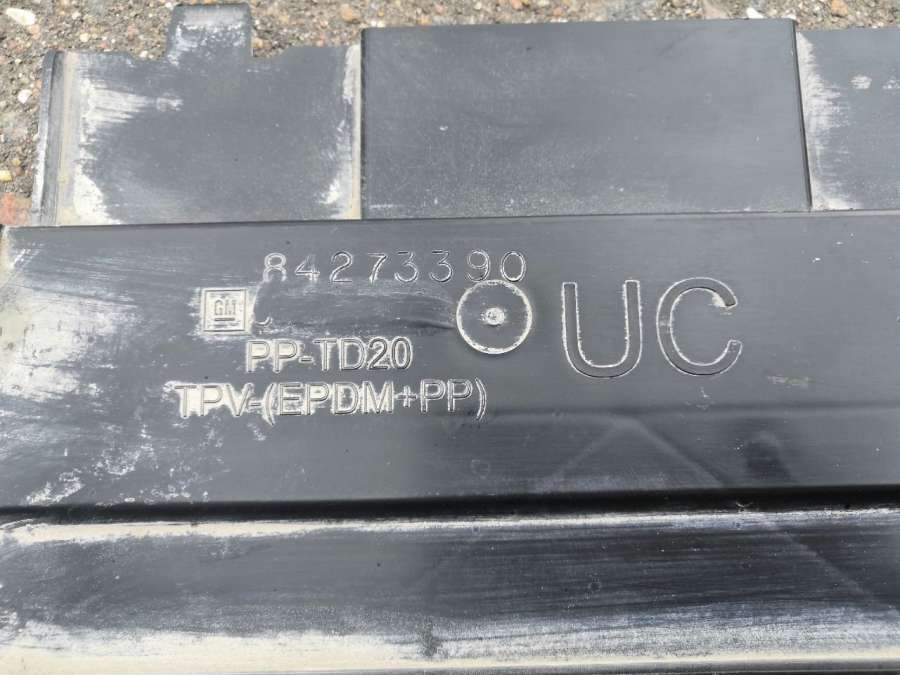 84273390
GM
UC
PP-TD20
TPV-(EPDM+PP)